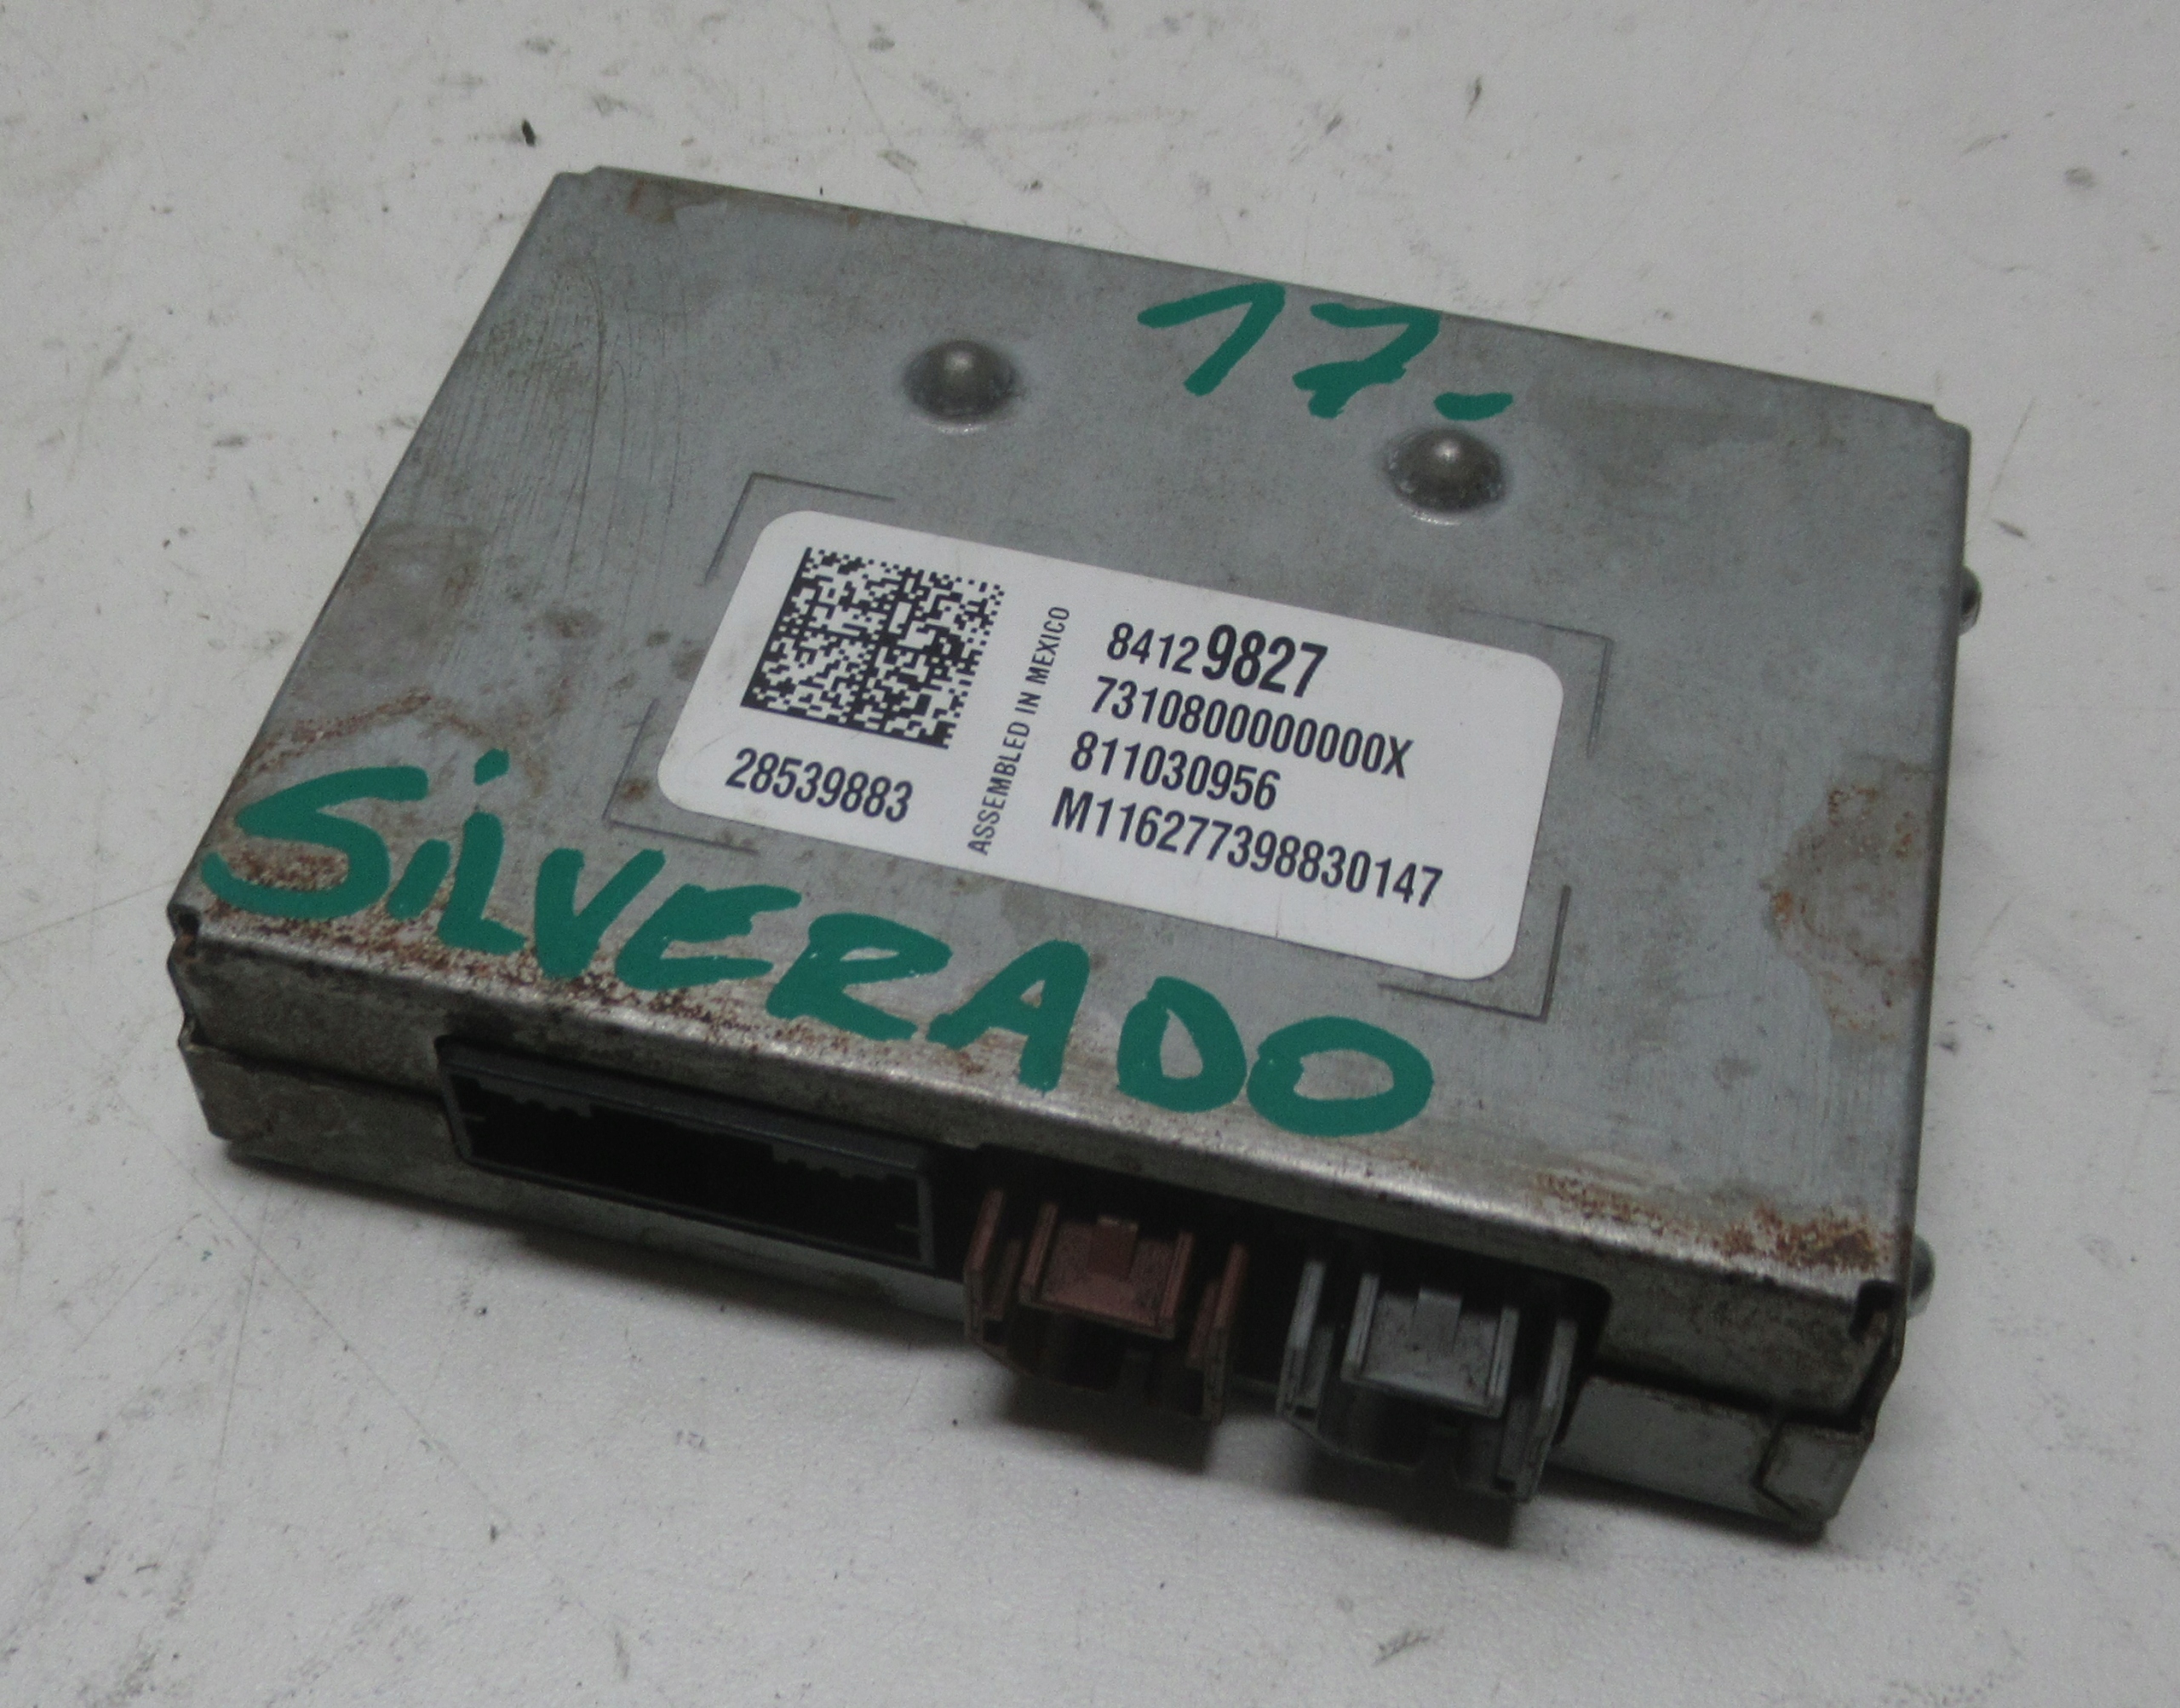 17-
84129827
7310800000000X
811030956
M116277398830147
ASSEMBLED IN MEXICO
28539883
SiLVERADO